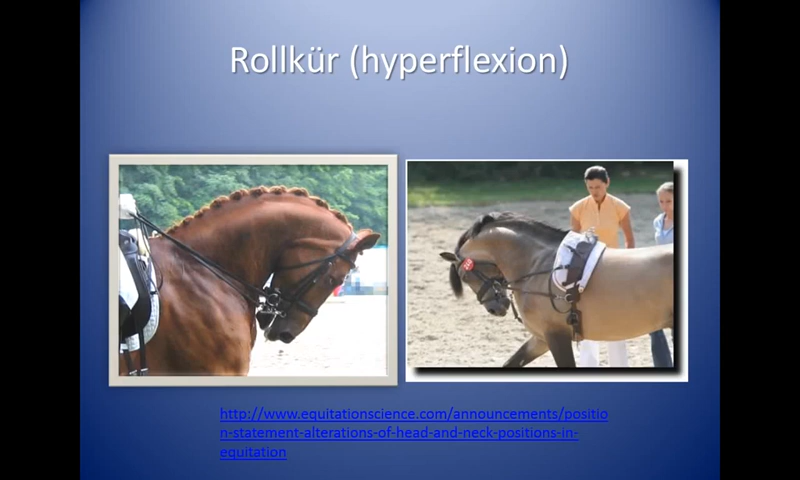 Rollkür (hyperflexion)
http://www.equitationscience.com/announcements/positio
n-statement-alterations-of-head-and-neck-positions-in-
equitation